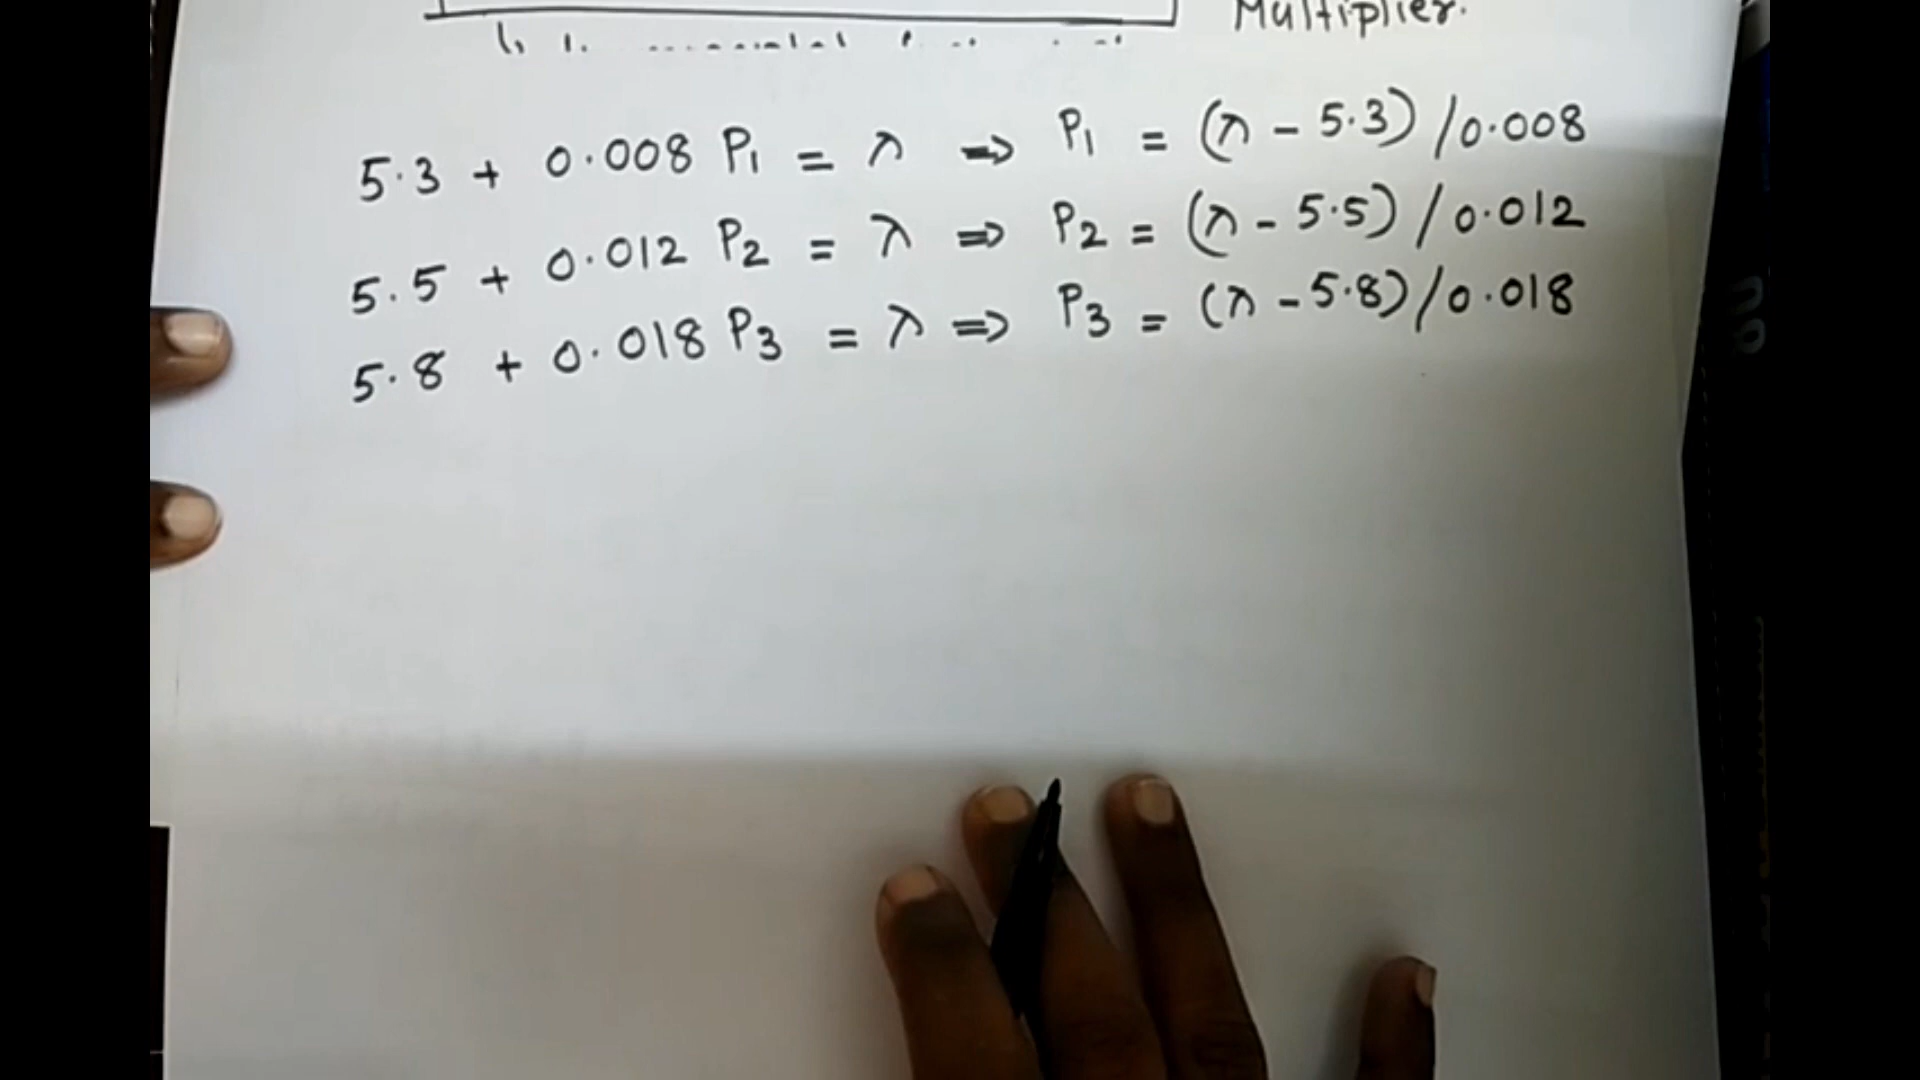 Multiplier.
5.3 + 0.008 P₁ = λ ⇒ P₁ = (λ - 5.3) / 0.008
5.5 + 0.012 P₂ = λ ⇒ P₂ = (λ - 5.5) / 0.012
5.8 + 0.018 P₃ = λ ⇒ P₃ = (λ - 5.8) / 0.018